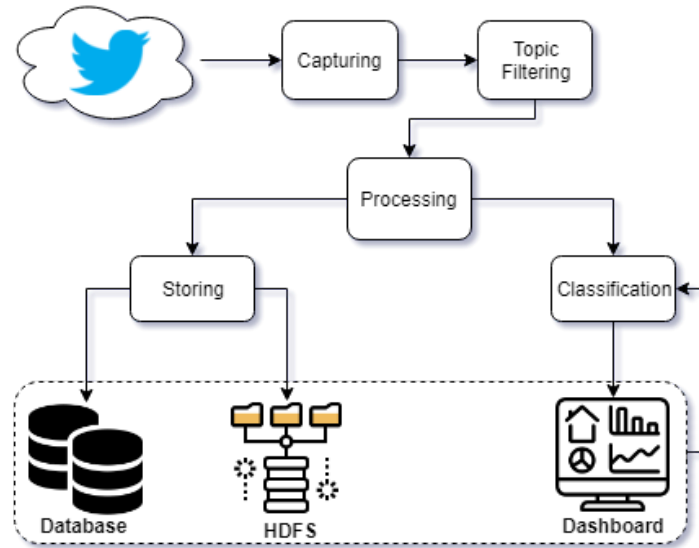 Capturing
Topic
Filtering
Processing
Storing
Classification
Database
HDFS
Dashboard